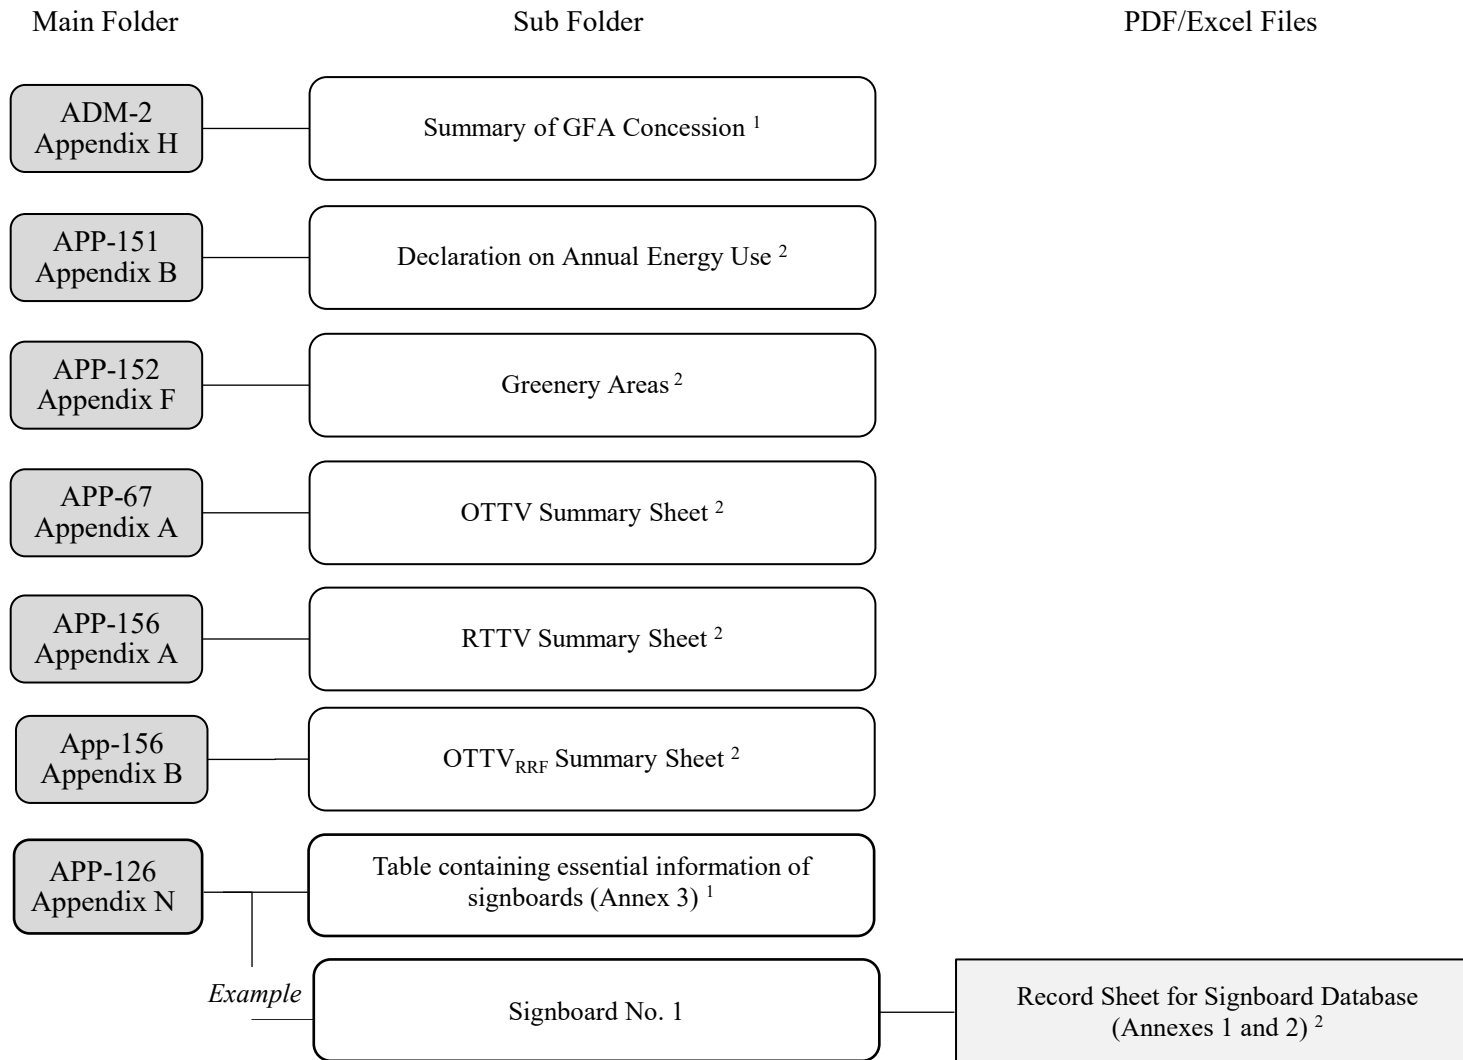 Main Folder
Sub Folder
PDF/Excel Files
ADM-2
Appendix H
Summary of GFA Concession 1
APP-151
Appendix B
Declaration on Annual Energy Use 2
APP-152
Appendix F
Greenery Areas 2
APP-67
Appendix A
OTTV Summary Sheet 2
APP-156
Appendix A
RTTV Summary Sheet 2
App-156
Appendix B
OTTVRRF Summary Sheet 2
APP-126
Appendix N
Table containing essential information of
signboards (Annex 3) 1
Example
Signboard No. 1
Record Sheet for Signboard Database
(Annexes 1 and 2) 2